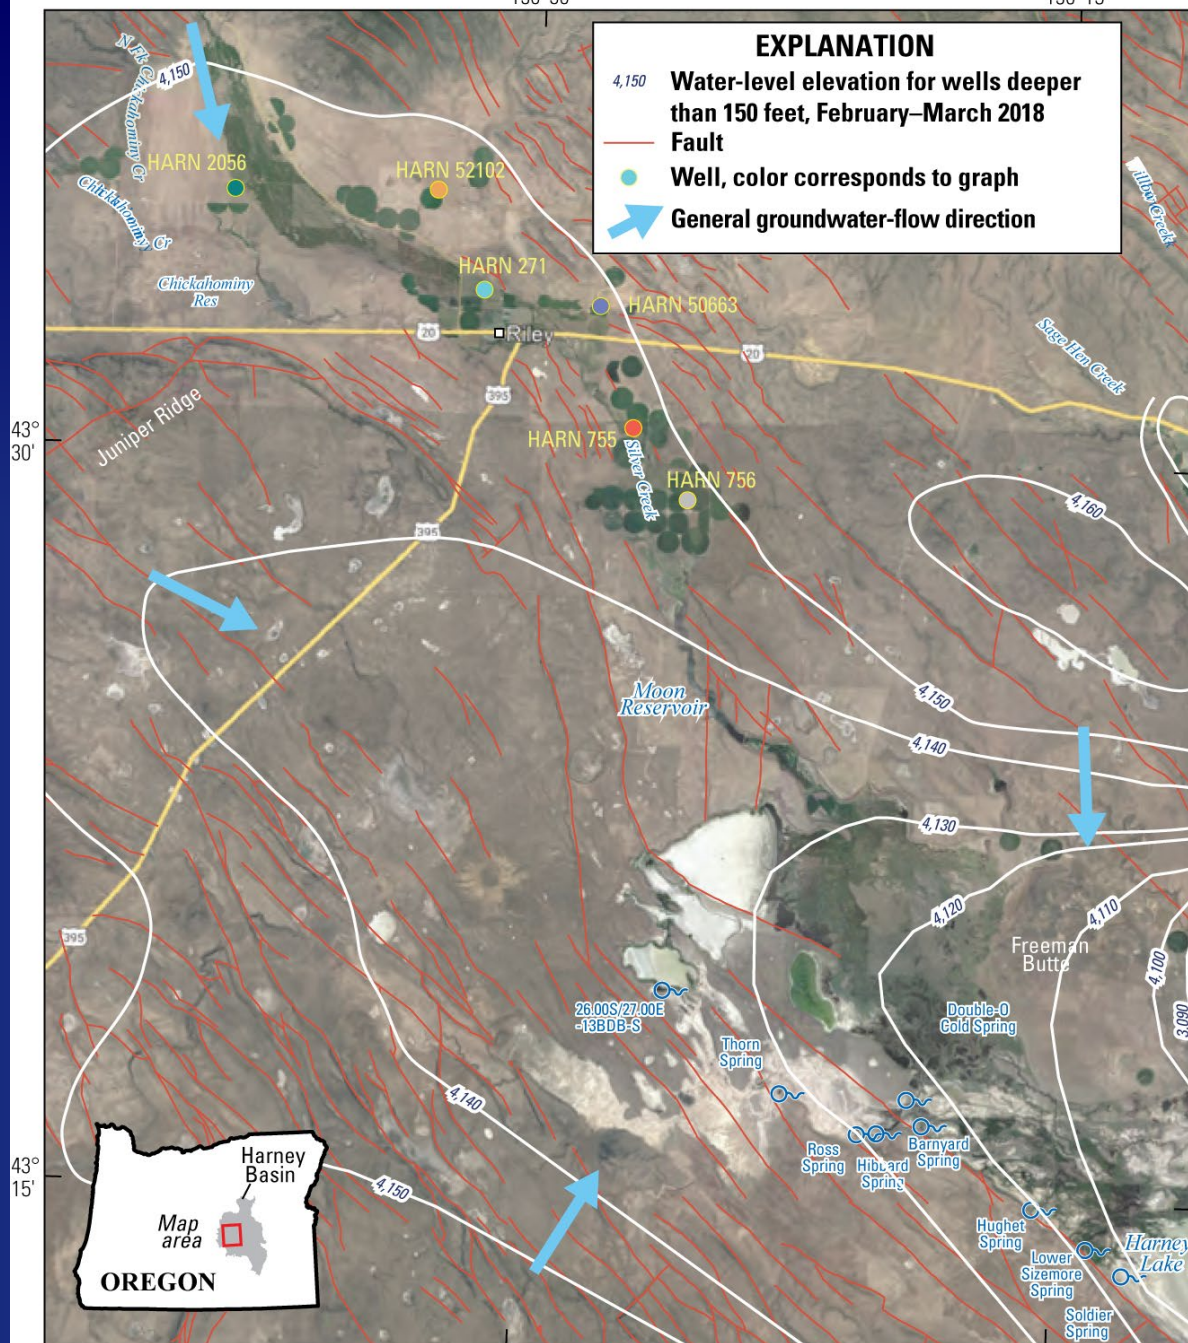 EXPLANATION
4,150 Water-level elevation for wells deeper
than 150 feet, February–March 2018
Fault
Well, color corresponds to graph
General groundwater-flow direction
N Fk Chickahominy Cr
4,150
HARN 2056
HARN 52102
Chickahominy Cr
Chickahominy
Res
HARN 271
HARN 50663
20
Riley
20
Sage Hen Creek
395
Juniper Ridge
43°
30'
HARN 755
Silver Creek
HARN 756
4,160
395
Moon
Reservoir
4,150
4,140
4,130
4,120
4,110
395
Freeman
Butte
4,100
3,090
26.00S/27.00E
-13BDB-S
Double-O
Cold Spring
Thorn
Spring
4,140
Ross
Spring
Hibbard
Spring
Barnyard
Spring
43°
15'
4,150
Harney
Basin
Map
area
OREGON
Hughet
Spring
Lower
Sizemore
Spring
Harney
Lake
Soldier
Spring